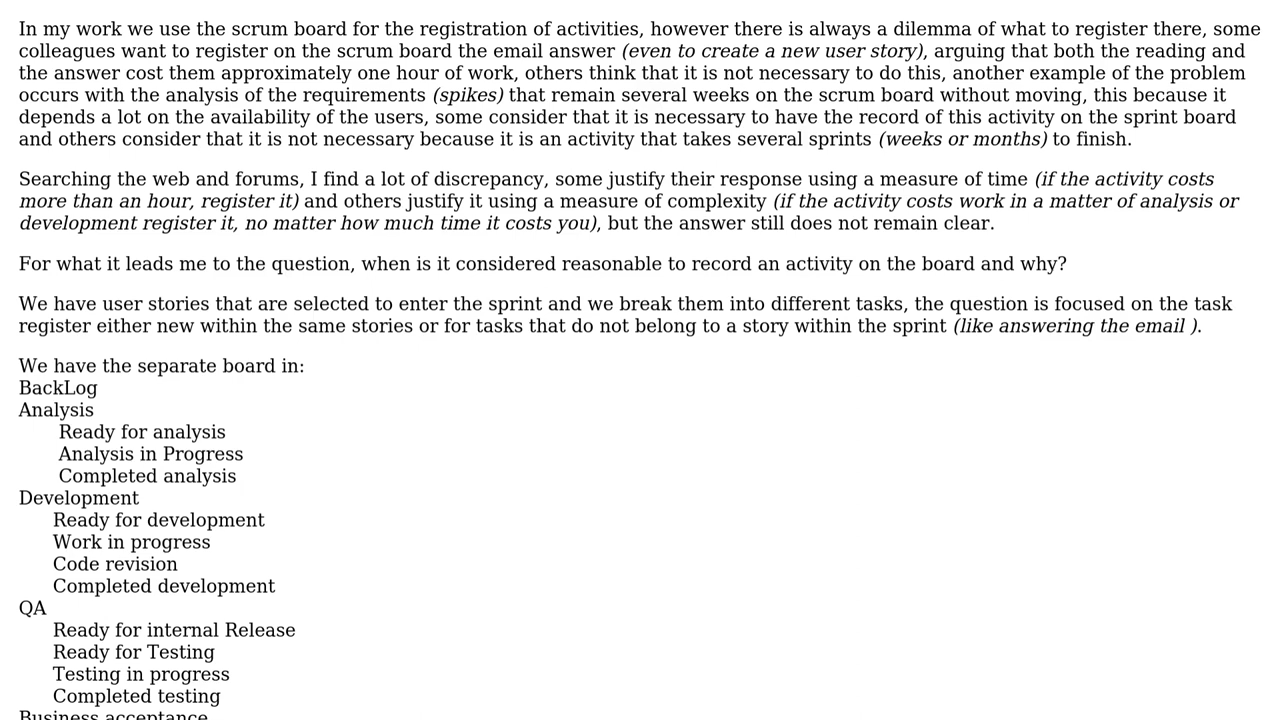 In my work we use the scrum board for the registration of activities, however there is always a dilemma of what to register there, some
colleagues want to register on the scrum board the email answer (even to create a new user story), arguing that both the reading and
the answer cost them approximately one hour of work, others think that it is not necessary to do this, another example of the problem
occurs with the analysis of the requirements (spikes) that remain several weeks on the scrum board without moving, this because it
depends a lot on the availability of the users, some consider that it is necessary to have the record of this activity on the sprint board
and others consider that it is not necessary because it is an activity that takes several sprints (weeks or months) to finish.
Searching the web and forums, I find a lot of discrepancy, some justify their response using a measure of time (if the activity costs
more than an hour, register it) and others justify it using a measure of complexity (if the activity costs work in a matter of analysis or
development register it, no matter how much time it costs you), but the answer still does not remain clear.
For what it leads me to the question, when is it considered reasonable to record an activity on the board and why?
We have user stories that are selected to enter the sprint and we break them into different tasks, the question is focused on the task
register either new within the same stories or for tasks that do not belong to a story within the sprint (like answering the email ).
We have the separate board in:
BackLog
Analysis
Ready for analysis
Analysis in Progress
Completed analysis
Development
Ready for development
Work in progress
Code revision
Completed development
QA
Ready for internal Release
Ready for Testing
Testing in progress
Completed testing
Business acceptance